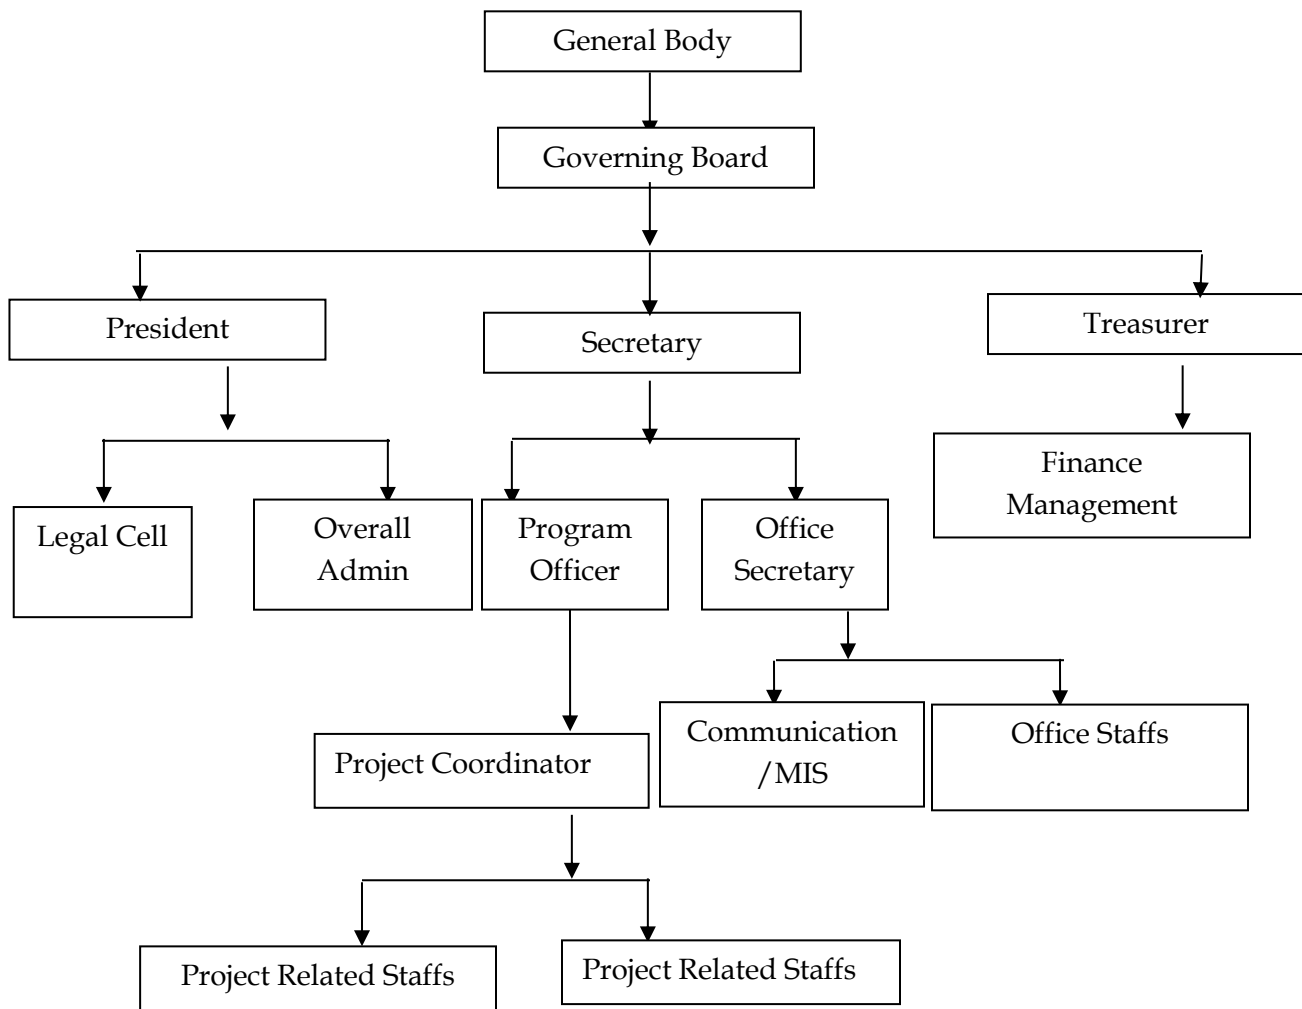 General Body
Governing Board
President
Secretary
Treasurer
Legal Cell
Overall
Admin
Program
Officer
Office
Secretary
Finance
Management
Project Coordinator
Communication
/MIS
Office Staffs
Project Related Staffs
Project Related Staffs